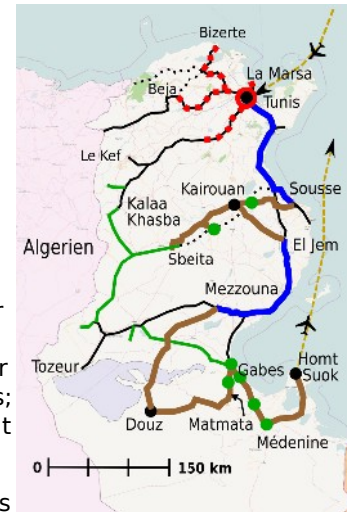 Bizerte
La Marsa
Beja
Tunis
Le Kef
Kairouan
Sousse
Kalaa
Khasba
Algerien
El Jem
Sbeita
Mezzouna
Homt
Suok
Tozeur
Gabes
Douz
Matmata
Médenine
0 150 km